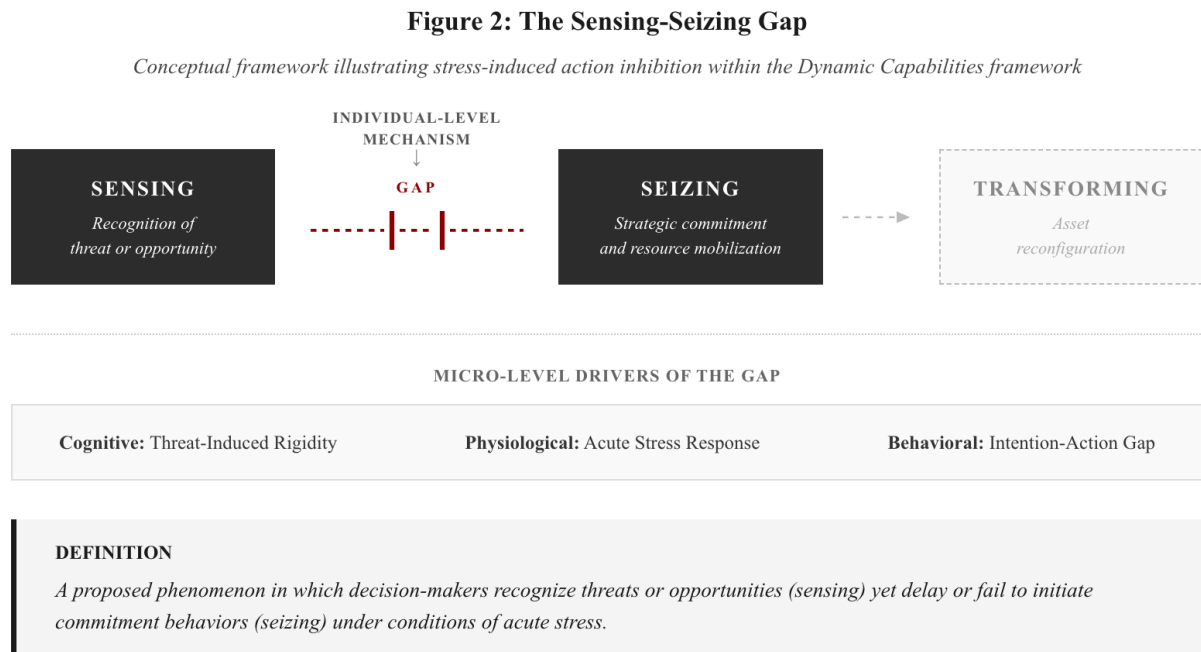 Figure 2: The Sensing-Seizing Gap
Conceptual framework illustrating stress-induced action inhibition within the Dynamic Capabilities framework
INDIVIDUAL-LEVEL
MECHANISM
↓
GAP
SENSING
Recognition of
threat or opportunity
SEIZING
Strategic commitment
and resource mobilization
TRANSFORMING
Asset
reconfiguration
MICRO-LEVEL DRIVERS OF THE GAP
Cognitive: Threat-Induced Rigidity
Physiological: Acute Stress Response
Behavioral: Intention-Action Gap
DEFINITION
A proposed phenomenon in which decision-makers recognize threats or opportunities (sensing) yet delay or fail to initiate
commitment behaviors (seizing) under conditions of acute stress.